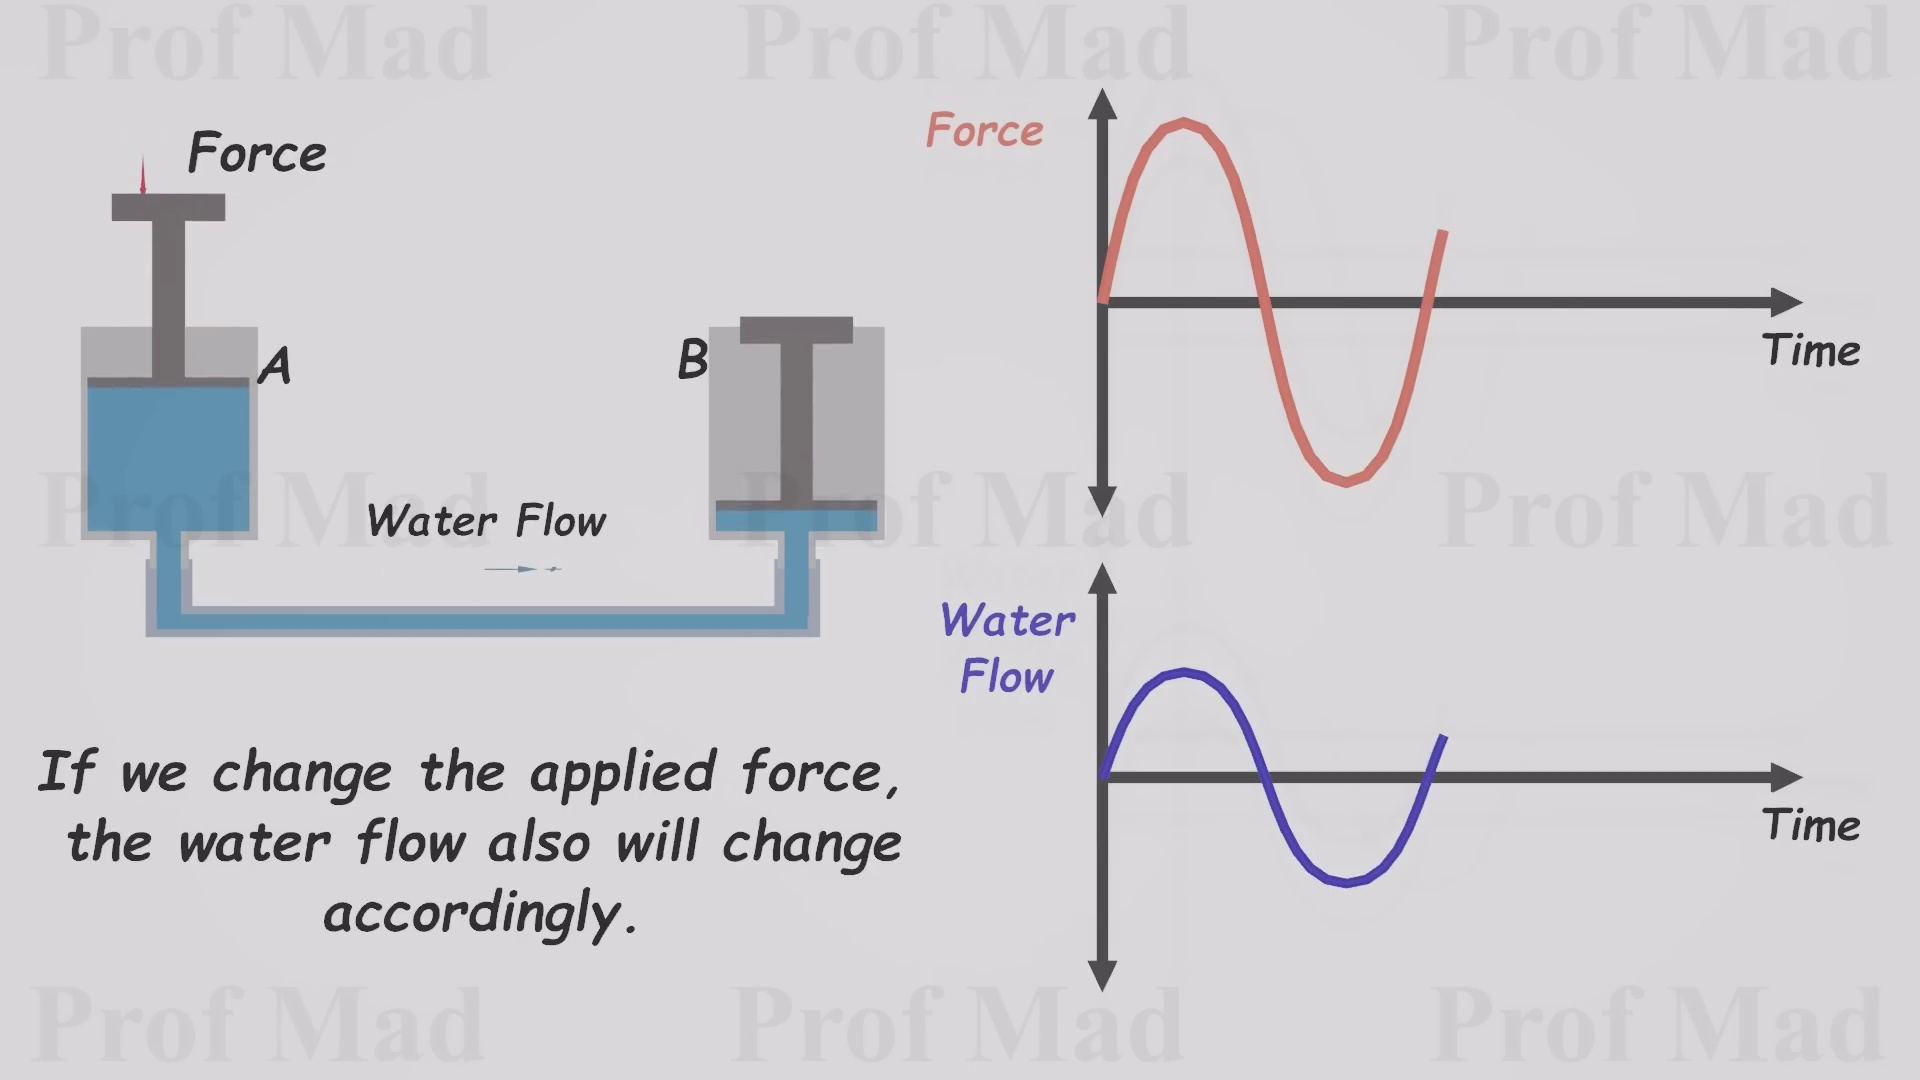 Prof Mad Prof Mad Prof Mad
Force
A
B
Water Flow
If we change the applied force,
the water flow also will change
accordingly.
Force
Time
Water
Flow
Time
Prof Mad Prof Mad Prof Mad
Prof Mad Prof Mad Prof Mad